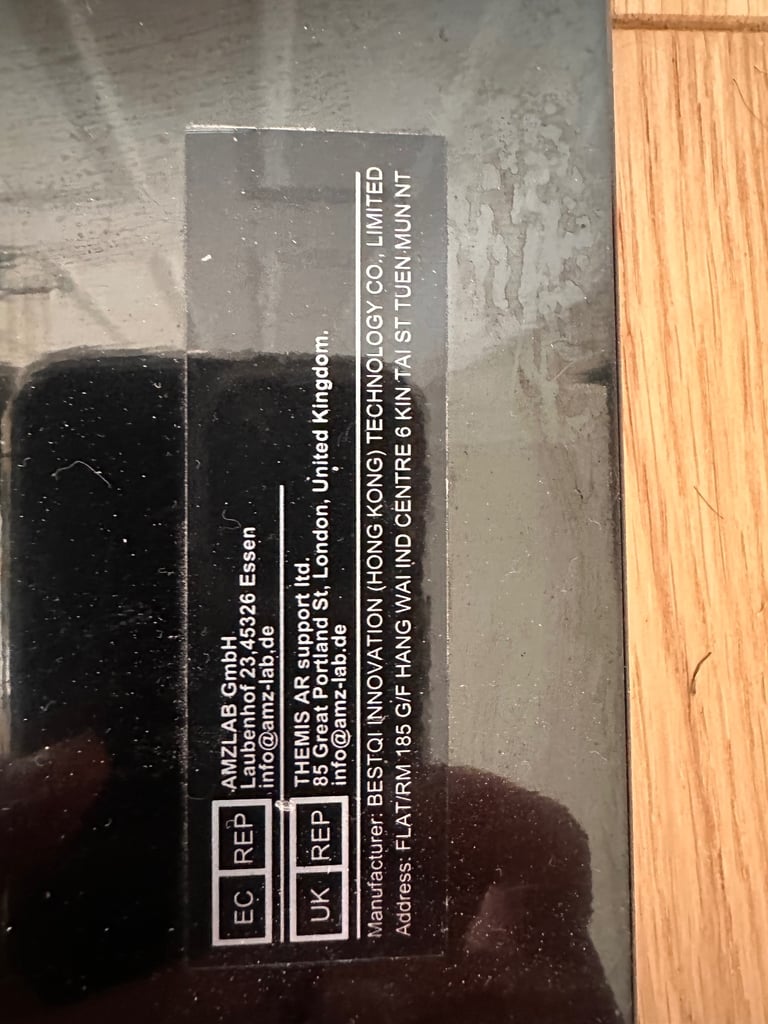 EC REP
AMZLAB GmbH
Laubenhof 23,45326 Essen
info@amz-lab.de
UK REP
THEMIS AR support ltd.
85 Great Portland St, London, United Kingdom.
info@amz-lab.de
Manufacturer: BESTQI INNOVATION (HONG KONG) TECHNOLOGY CO., LIMITED
Address: FLAT/RM 185 G/F HANG WAI IND CENTRE 6 KIN TAI ST TUEN MUN NT